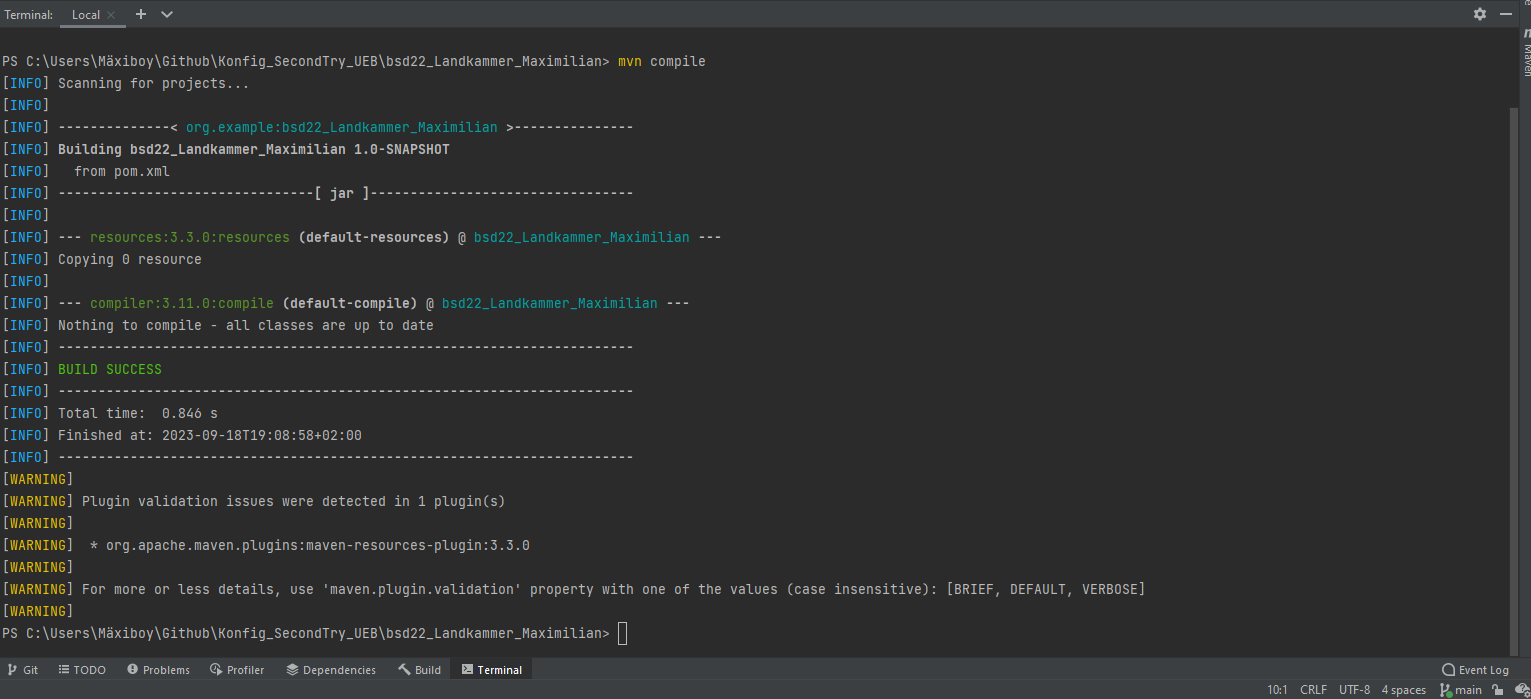 Terminal: Local × + 
PS C:\Users\Mäxiboy\Github\Konfig_SecondTry_UEB\bsd22_Landkammer_Maximilian> mvn compile
[INFO] Scanning for projects...
[INFO]
[INFO] --------------< org.example:bsd22_Landkammer_Maximilian >---------------
[INFO] Building bsd22_Landkammer_Maximilian 1.0-SNAPSHOT
[INFO]   from pom.xml
[INFO] --------------------------------[ jar ]---------------------------------
[INFO]
[INFO] --- resources:3.3.0:resources (default-resources) @ bsd22_Landkammer_Maximilian ---
[INFO] Copying 0 resource
[INFO]
[INFO] --- compiler:3.11.0:compile (default-compile) @ bsd22_Landkammer_Maximilian ---
[INFO] Nothing to compile - all classes are up to date
[INFO] ------------------------------------------------------------------------
[INFO] BUILD SUCCESS
[INFO] ------------------------------------------------------------------------
[INFO] Total time:  0.846 s
[INFO] Finished at: 2023-09-18T19:08:58+02:00
[INFO] ------------------------------------------------------------------------
[WARNING]
[WARNING] Plugin validation issues were detected in 1 plugin(s)
[WARNING]
[WARNING]  * org.apache.maven.plugins:maven-resources-plugin:3.3.0
[WARNING]
[WARNING] For more or less details, use 'maven.plugin.validation' property with one of the values (case insensitive): [BRIEF, DEFAULT, VERBOSE]
[WARNING]
PS C:\Users\Mäxiboy\Github\Konfig_SecondTry_UEB\bsd22_Landkammer_Maximilian>
Maven
Git TODO Problems Profiler Dependencies Build Terminal Event Log
10:1 CRLF UTF-8 4 spaces main